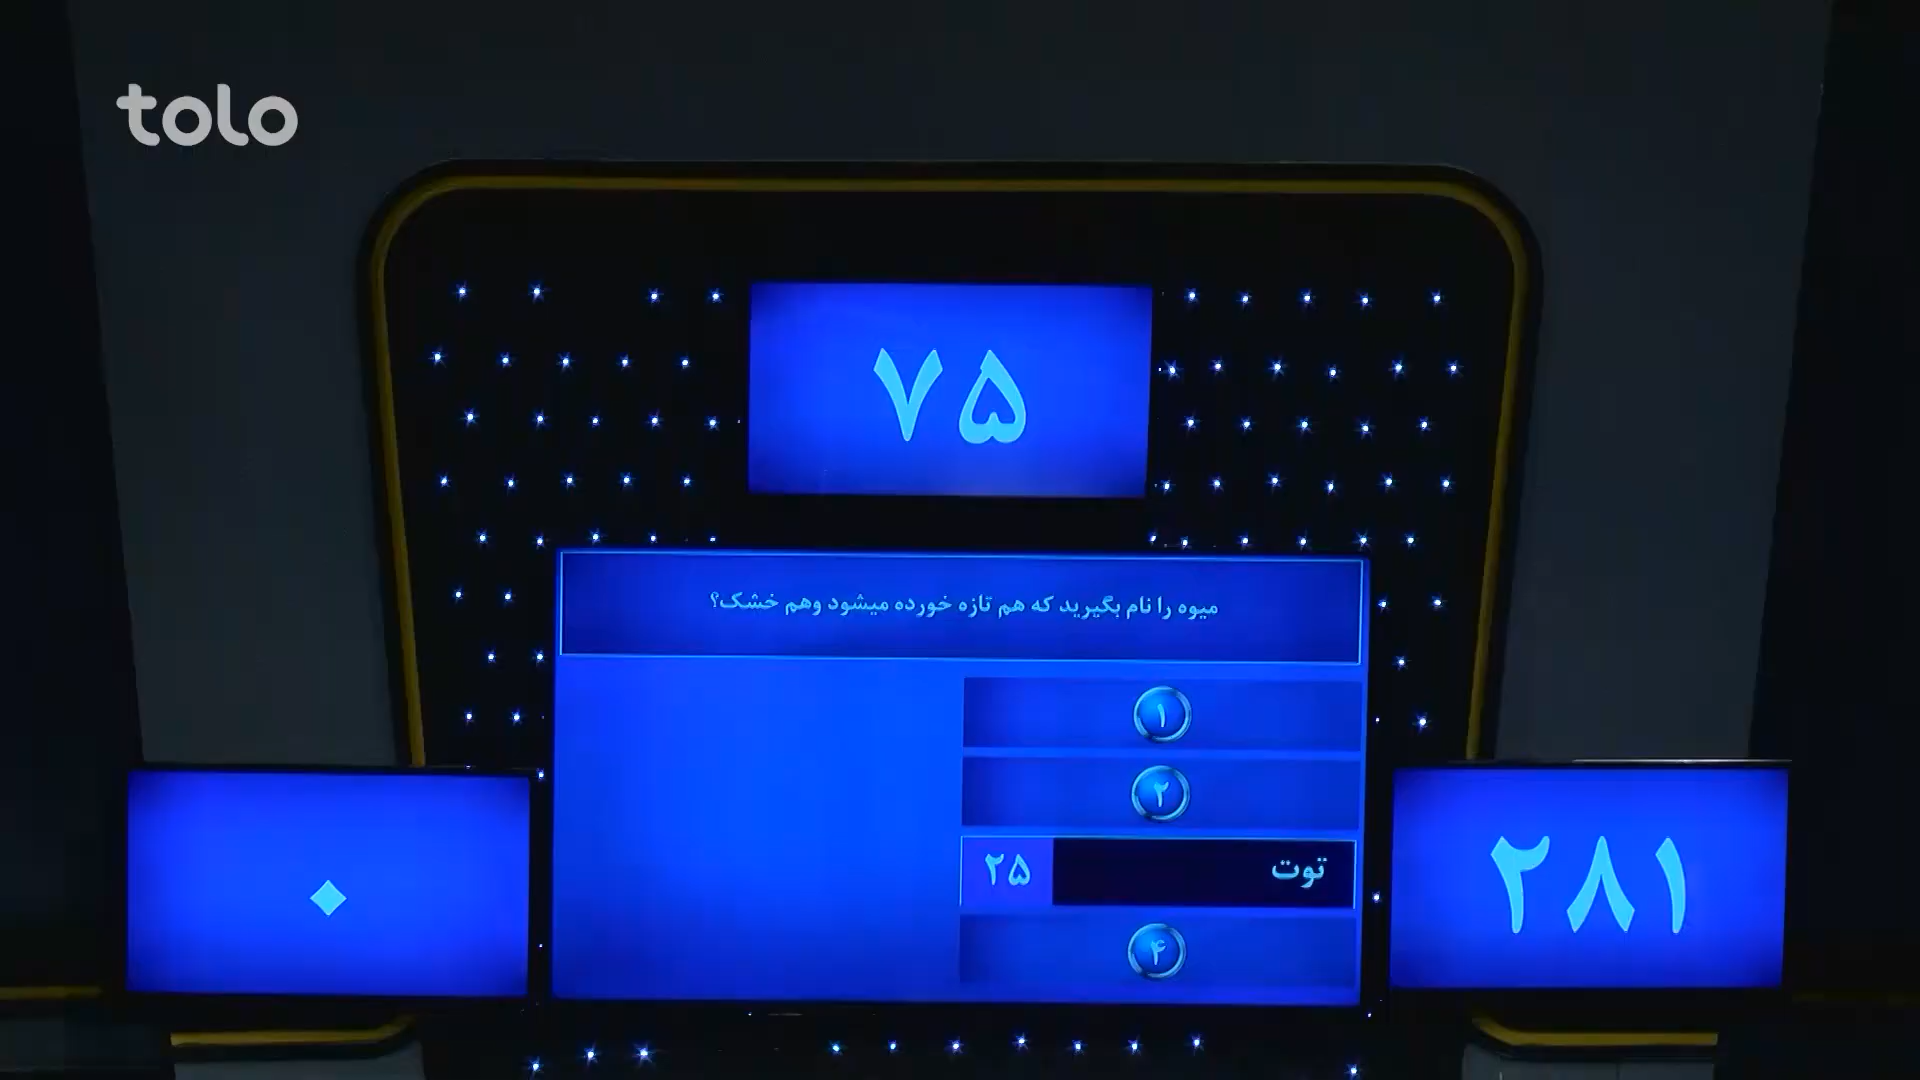 tolo
۷۵
میوه را نام بگیرید که هم تازه خورده میشود وهم خشک؟
۱
۲
توت ۲۵
۴
۰
۲۸۱